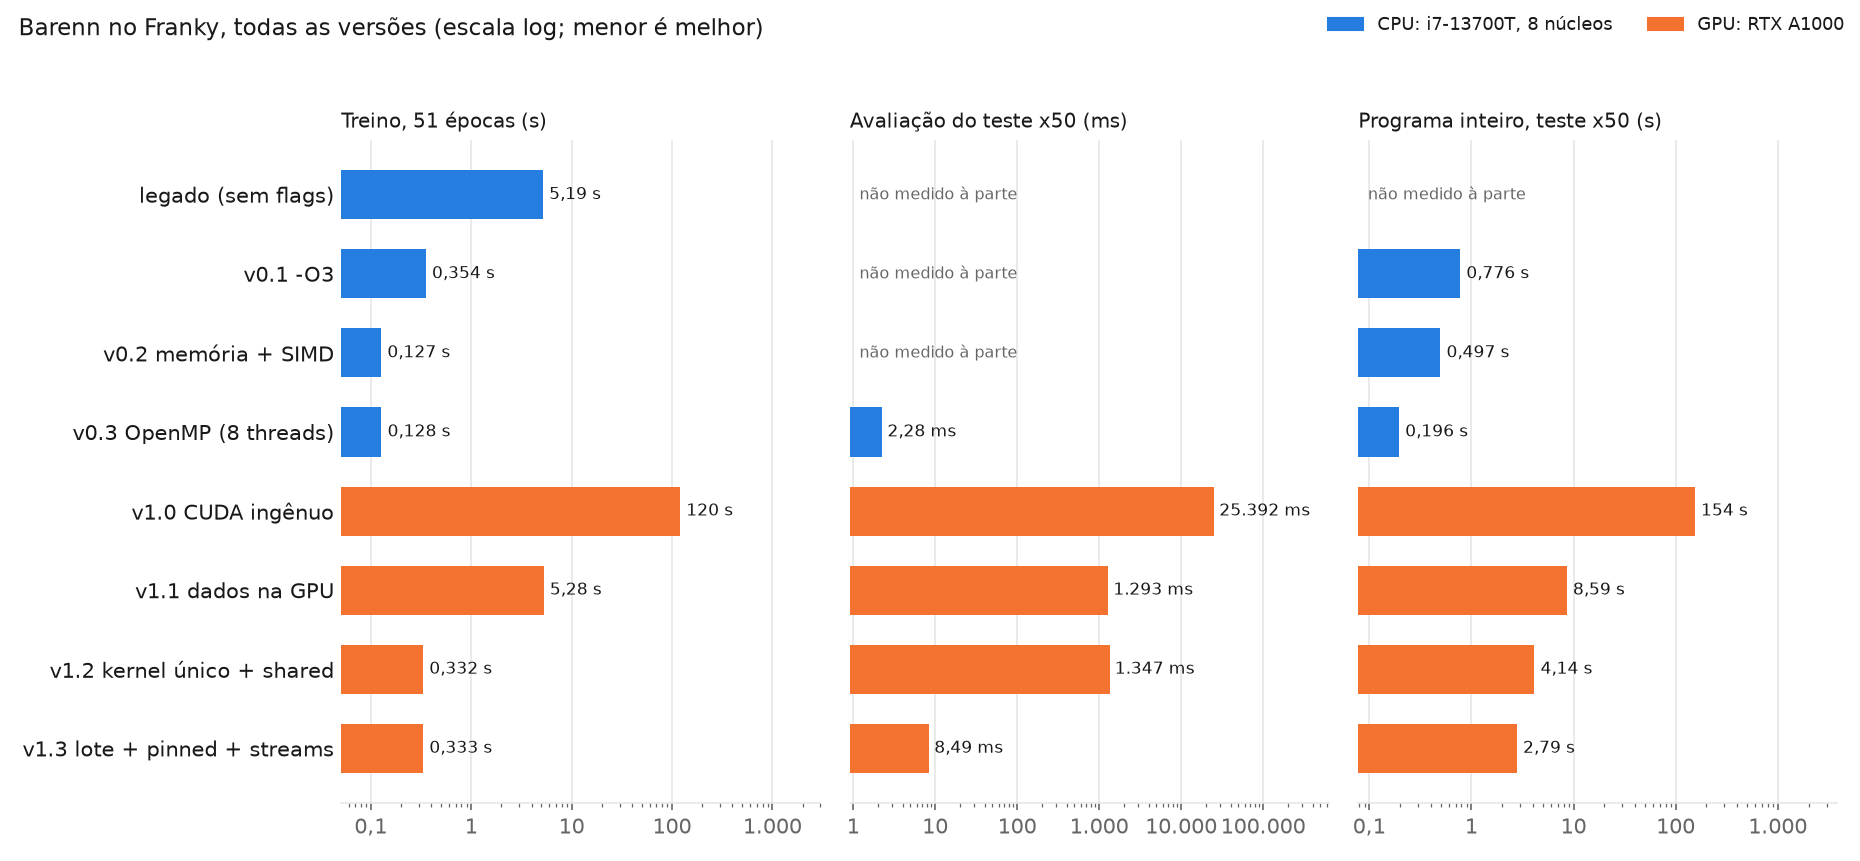 Barenn no Franky, todas as versões (escala log; menor é melhor)
CPU: i7-13700T, 8 núcleos
GPU: RTX A1000
Treino, 51 épocas (s)
Avaliação do teste x50 (ms)
Programa inteiro, teste x50 (s)
legado (sem flags)
5,19 s
não medido à parte
não medido à parte
v0.1 -O3
0,354 s
não medido à parte
0,776 s
v0.2 memória + SIMD
0,127 s
não medido à parte
0,497 s
v0.3 OpenMP (8 threads)
0,128 s
2,28 ms
0,196 s
v1.0 CUDA ingênuo
120 s
25.392 ms
154 s
v1.1 dados na GPU
5,28 s
1.293 ms
8,59 s
v1.2 kernel único + shared
0,332 s
1.347 ms
4,14 s
v1.3 lote + pinned + streams
0,333 s
8,49 ms
2,79 s
0,1 1 10 100 1.000
1 10 100 1.000 10.000 100.000
0,1 1 10 100 1.000